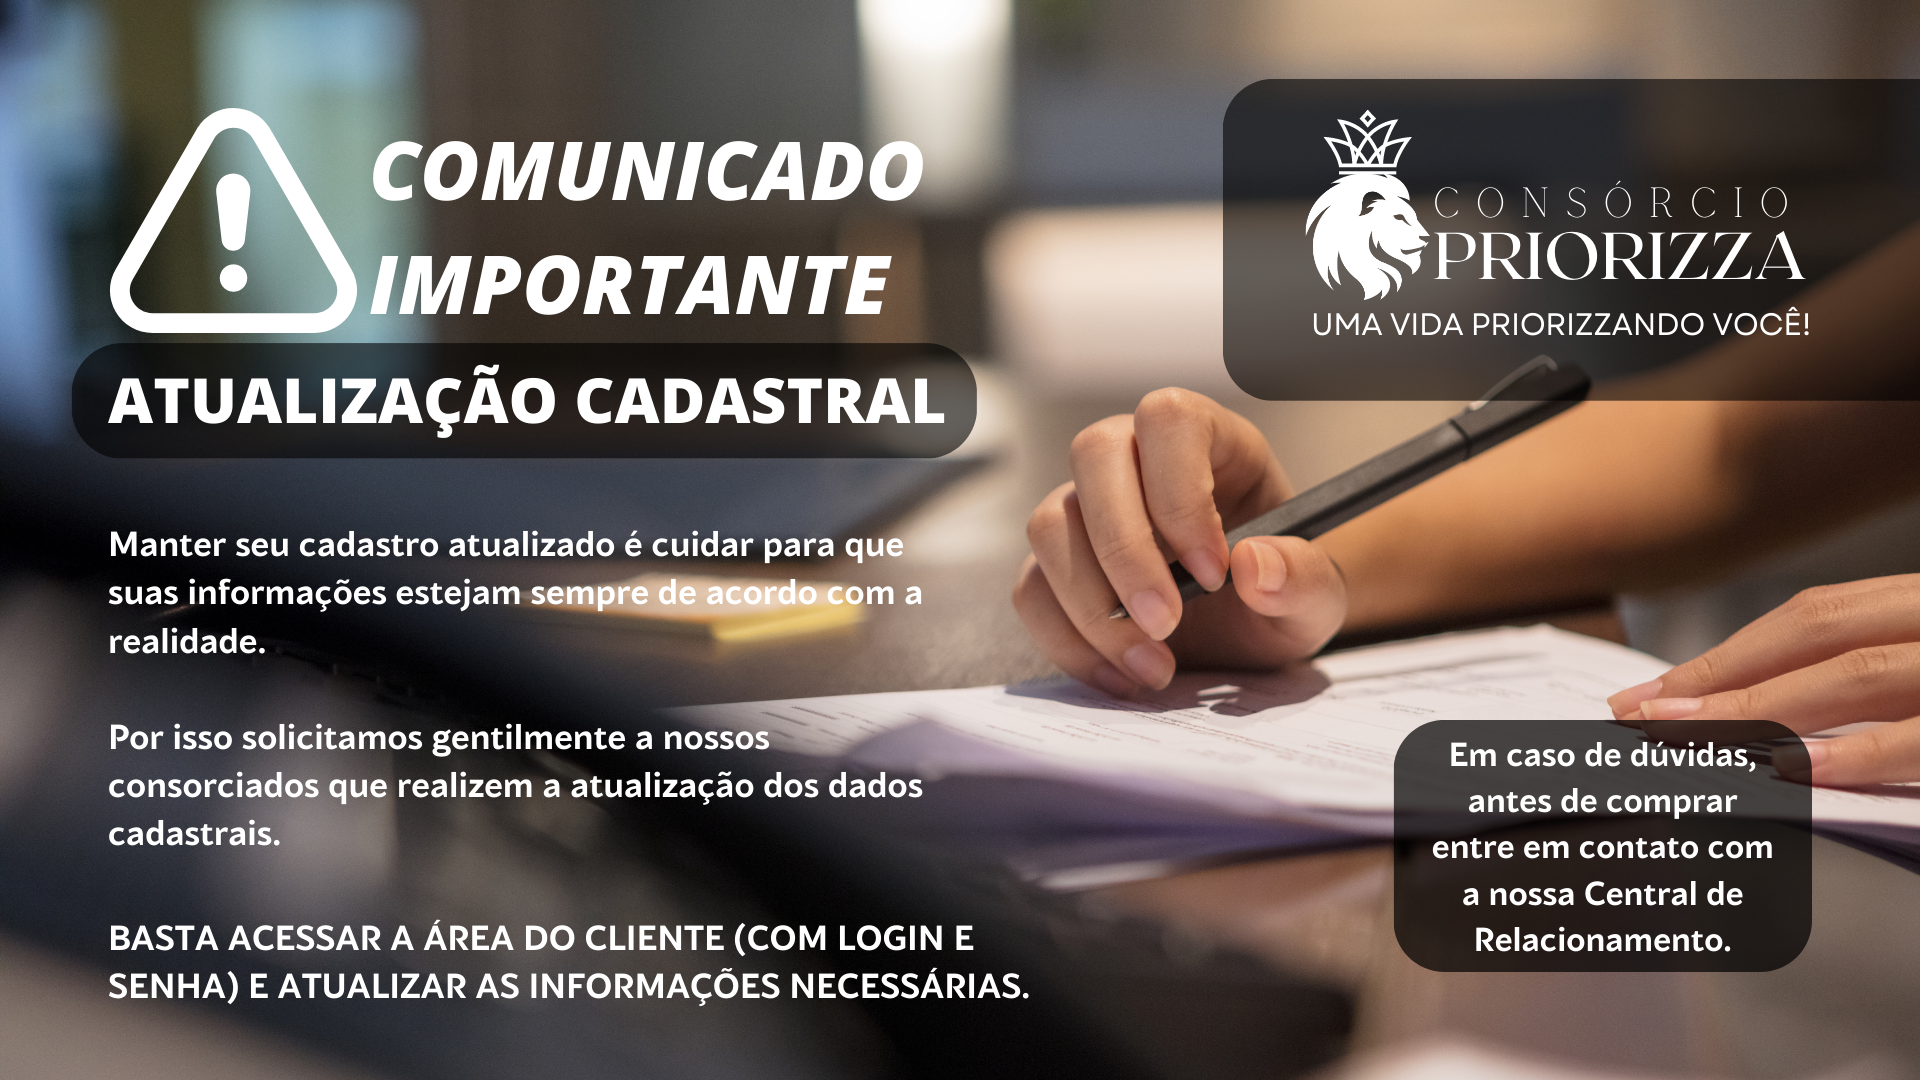 COMUNICADO
IMPORTANTE
ATUALIZAÇÃO CADASTRAL
CONSÓRCIO
PRIORIZZA
UMA VIDA PRIORIZZANDO VOCÊ!
Manter seu cadastro atualizado é cuidar para que
suas informações estejam sempre de acordo com a
realidade.
Por isso solicitamos gentilmente a nossos
consorciados que realizem a atualização dos dados
cadastrais.
BASTA ACESSAR A ÁREA DO CLIENTE (COM LOGIN E
SENHA) E ATUALIZAR AS INFORMAÇÕES NECESSÁRIAS.
Em caso de dúvidas,
antes de comprar
entre em contato com
a nossa Central de
Relacionamento.